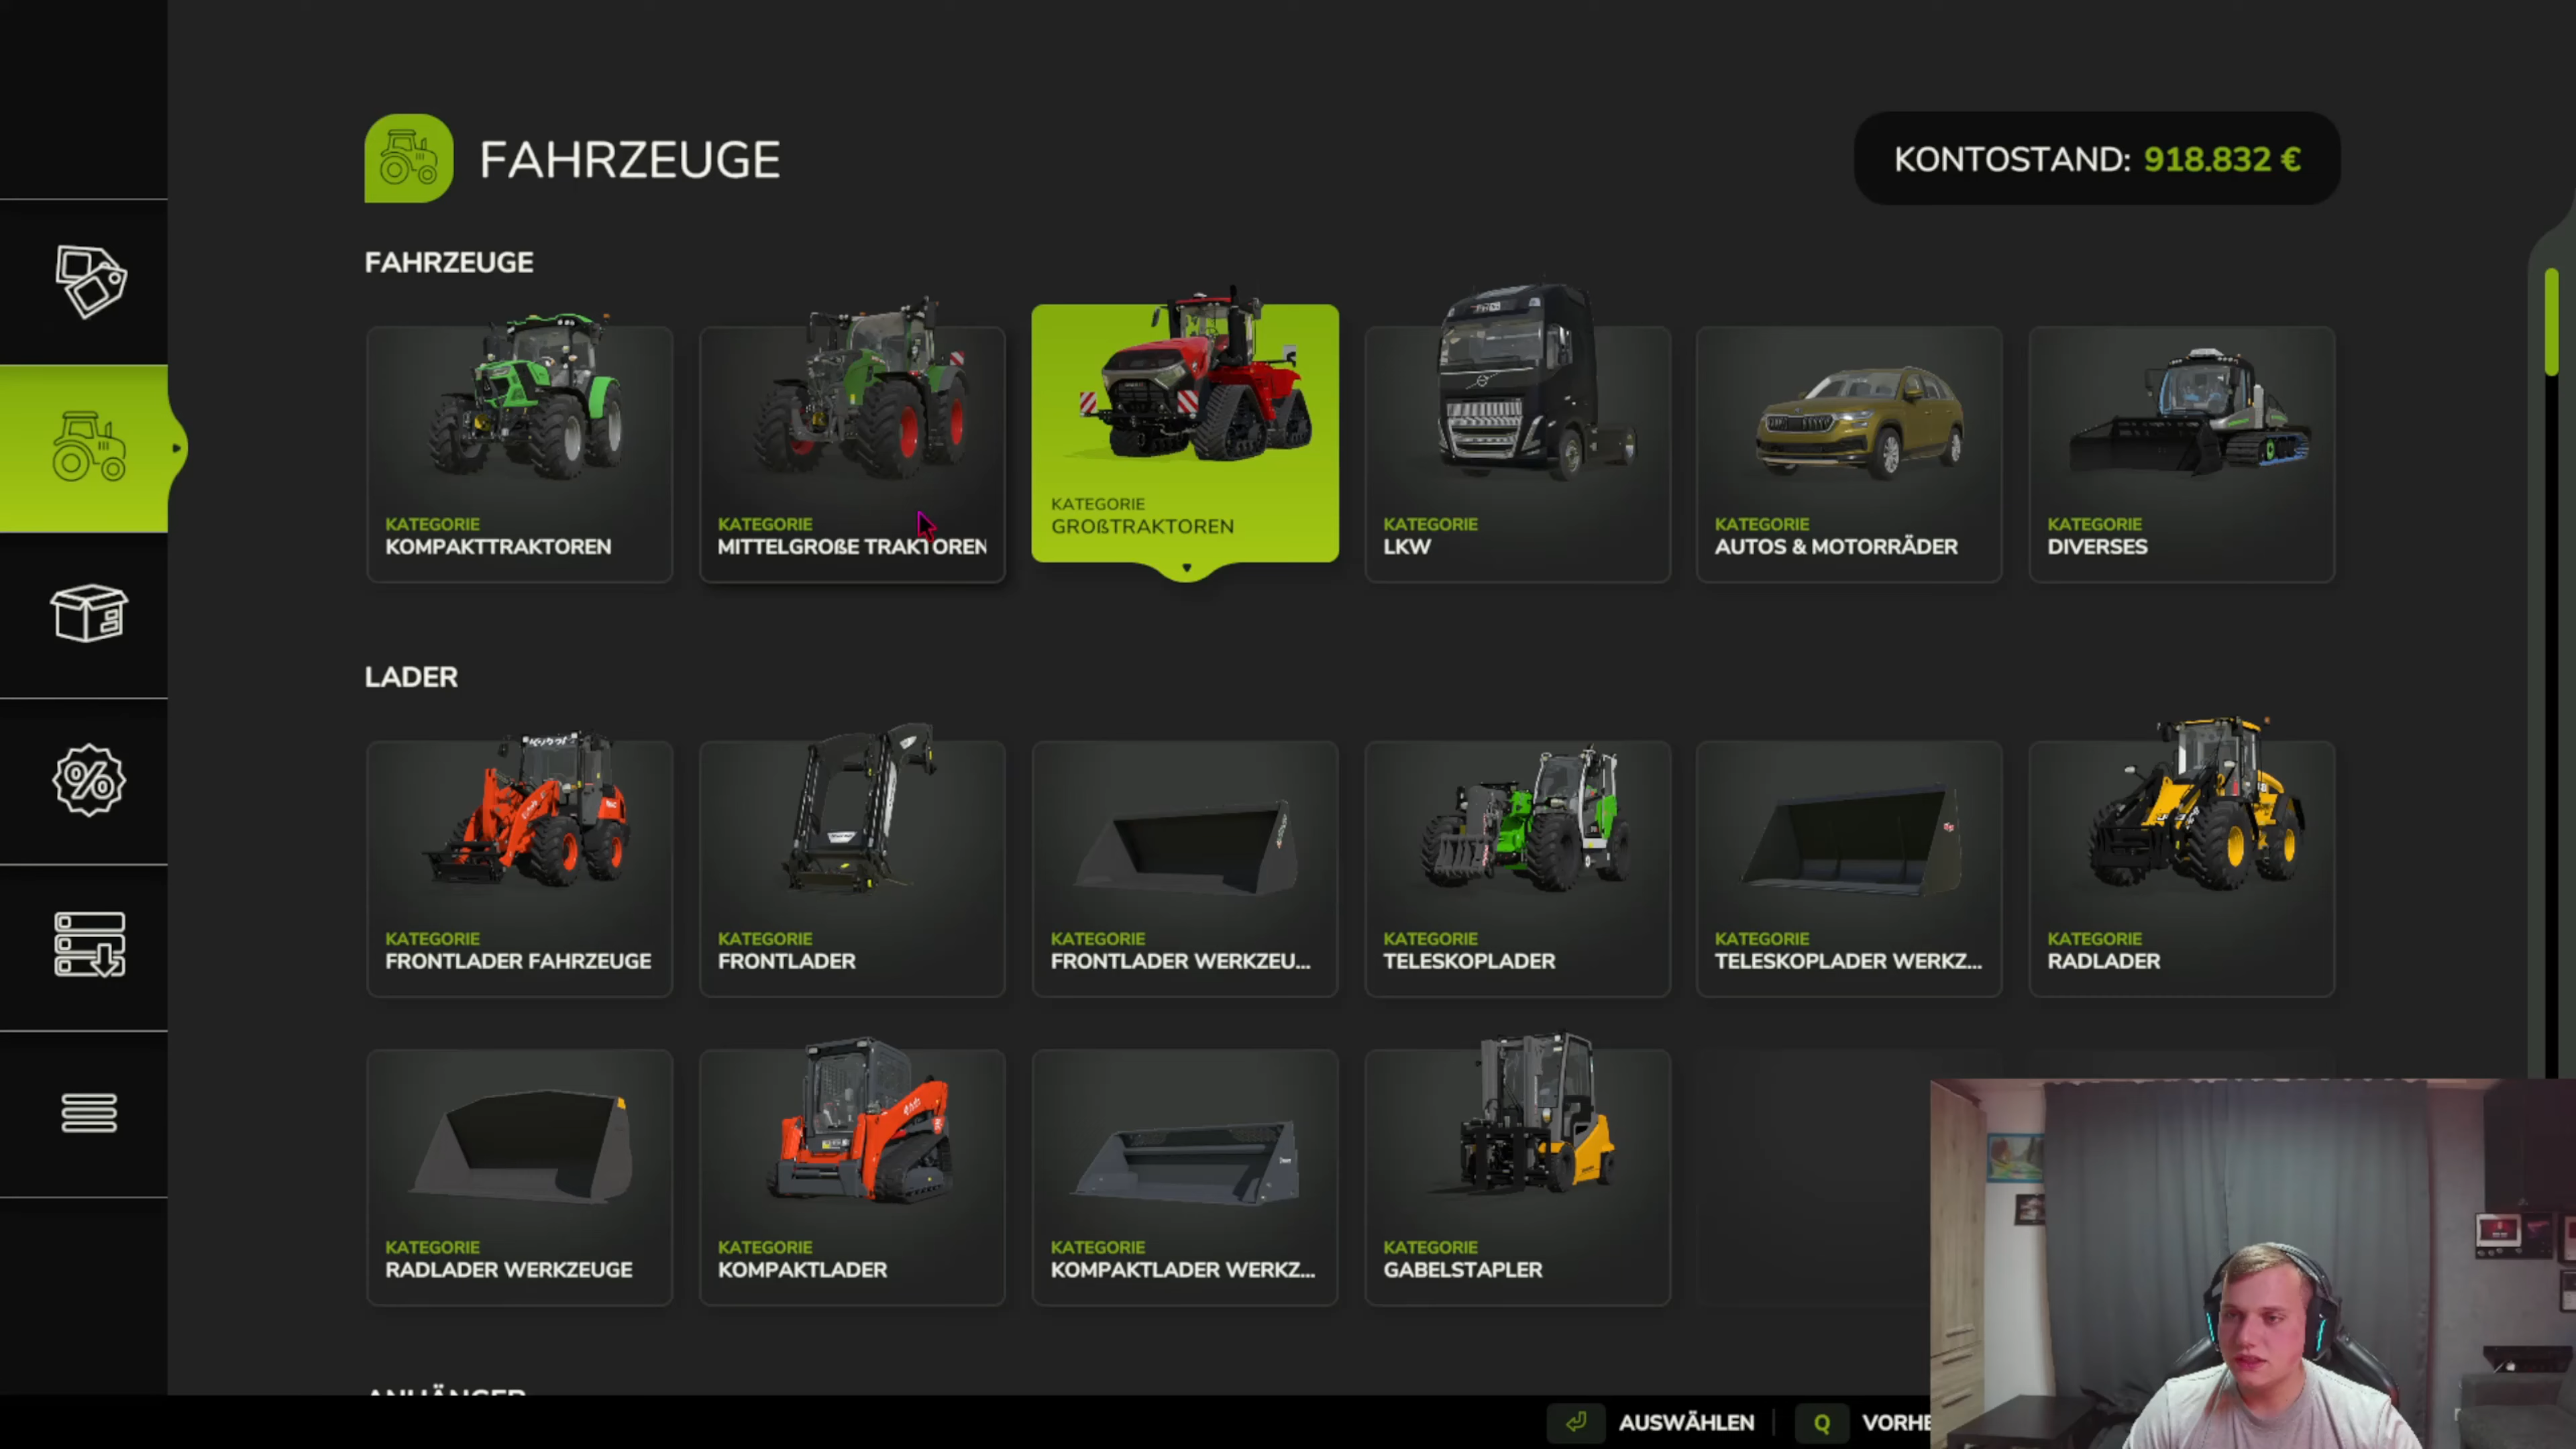 FAHRZEUGE
KONTOSTAND: 918.832 €
FAHRZEUGE
KATEGORIE
KOMPAKTTRAKTOREN
KATEGORIE
MITTELGROßE TRAKTOREN
KATEGORIE
GROßTRAKTOREN
KATEGORIE
LKW
KATEGORIE
AUTOS & MOTORRÄDER
KATEGORIE
DIVERSES
LADER
KATEGORIE
FRONTLADER FAHRZEUGE
KATEGORIE
FRONTLADER
KATEGORIE
FRONTLADER WERKZEU...
KATEGORIE
TELESKOPLADER
KATEGORIE
TELESKOPLADER WERKZ...
KATEGORIE
RADLADER
KATEGORIE
RADLADER WERKZEUGE
KATEGORIE
KOMPAKTLADER
KATEGORIE
KOMPAKTLADER WERKZ...
KATEGORIE
GABELSTAPLER
ANHÄNGER
AUSWÄHLEN
Q VORHE